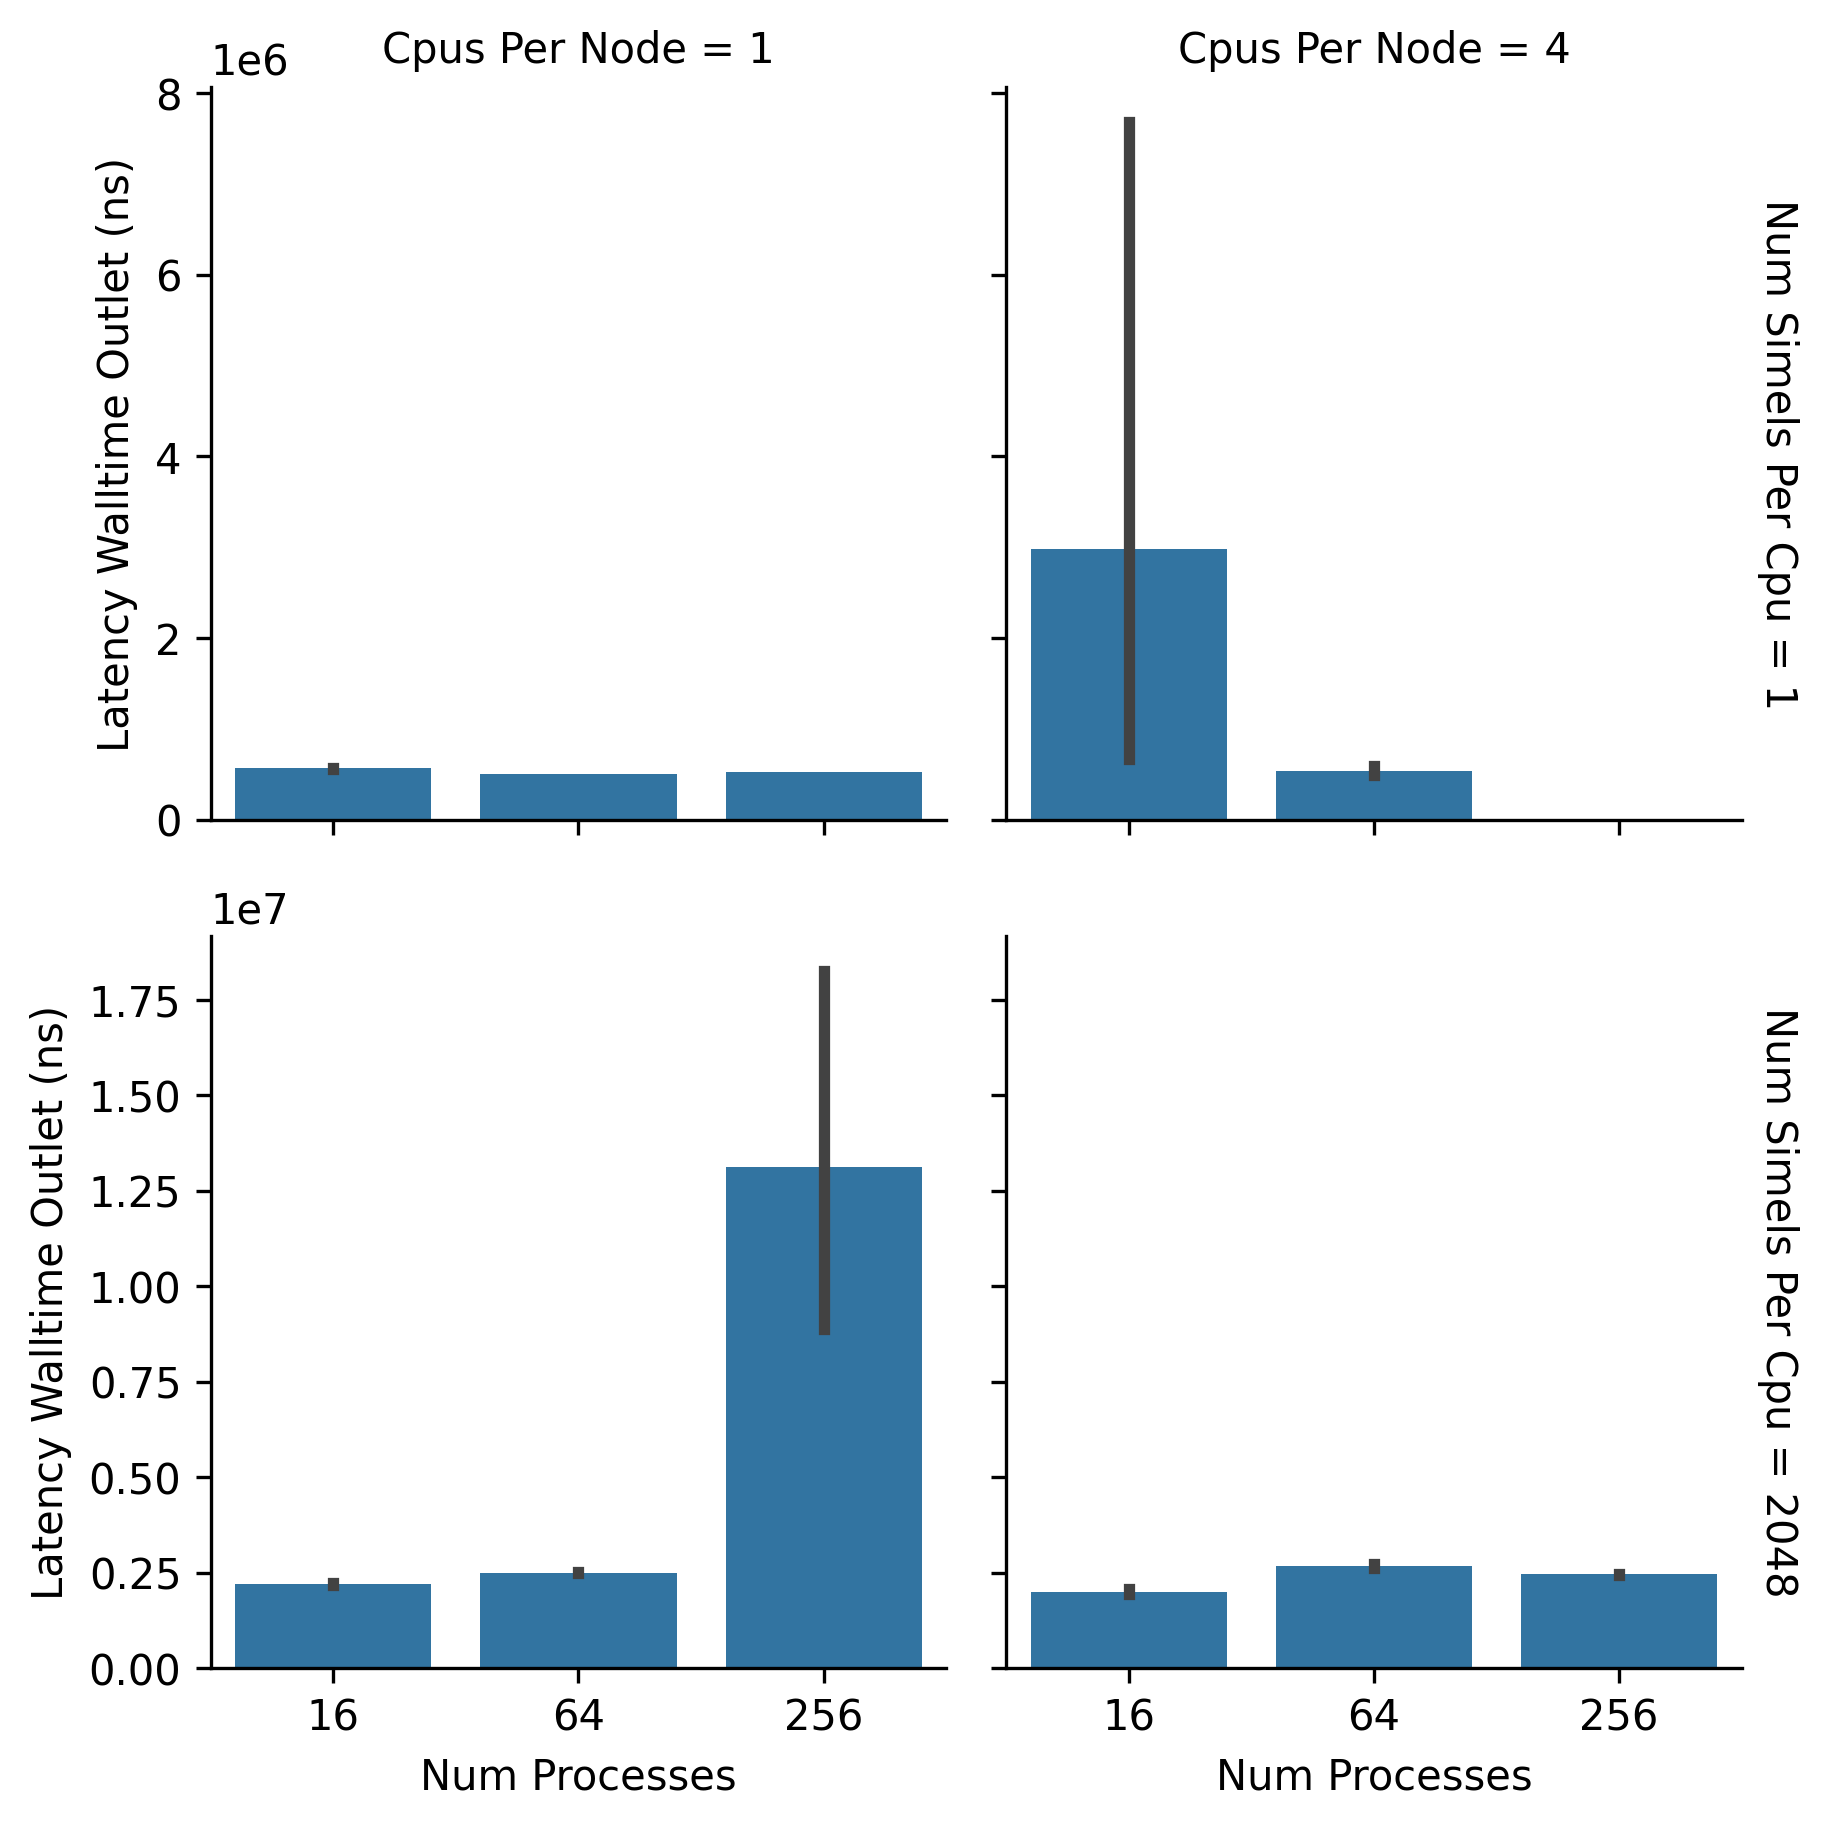 Cpus Per Node = 1
Cpus Per Node = 4
1e6
8
6
4
2
0
Latency Walltime Outlet (ns)
Num Simels Per Cpu = 1
1e7
1.75
1.50
1.25
1.00
0.75
0.50
0.25
0.00
Latency Walltime Outlet (ns)
Num Simels Per Cpu = 2048
16 64 256
16 64 256
Num Processes
Num Processes